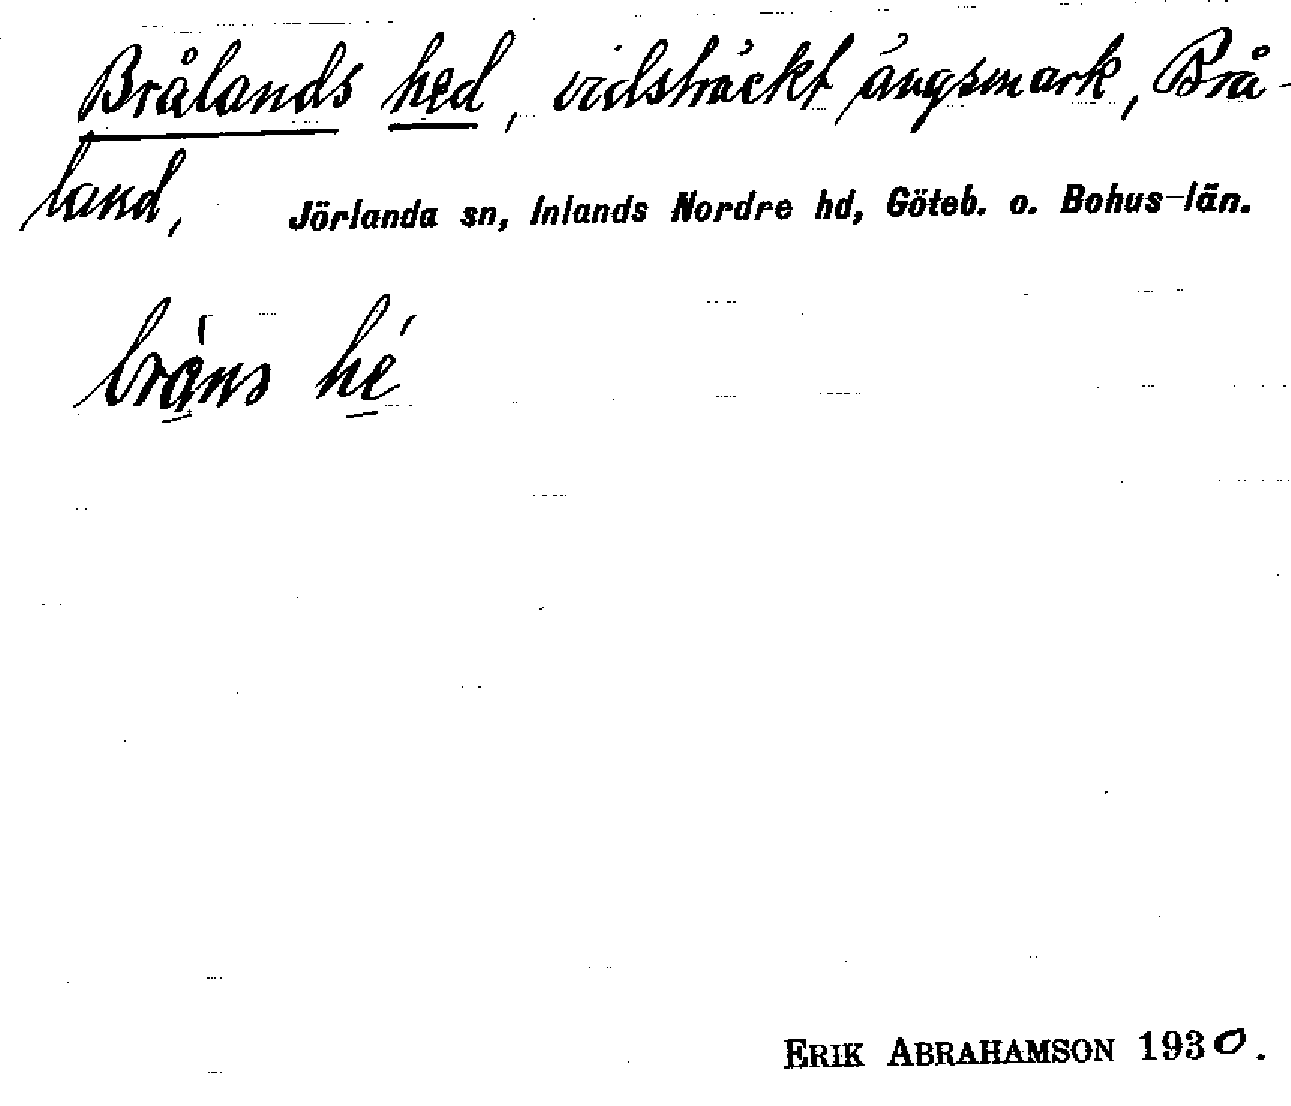 Brålands hed, vidsträckt ängsmark, Brå-
land, Jörlanda sn, Inlands Nordre hd, Göteb. o. Bohus-län.
bråns hé
ERIK ABRAHAMSON 1930.